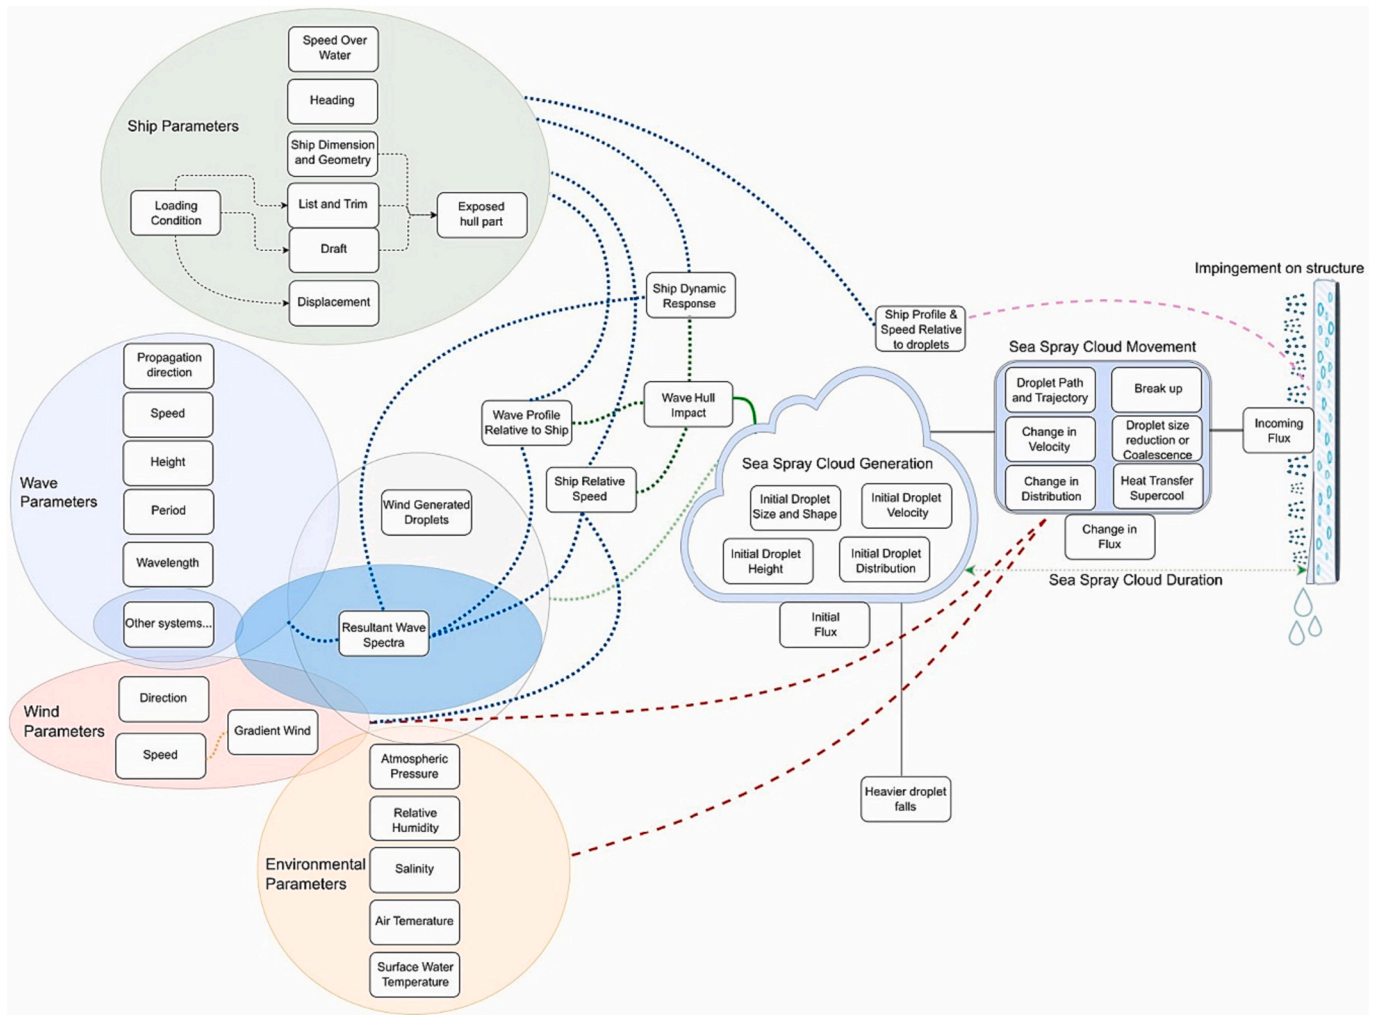 Speed Over
Water
Heading
Ship Parameters
Ship Dimension
and Geometry
Loading
Condition
List and Trim
Exposed
hull part
Draft
Displacement
Ship Dynamic
Response
Impingement on structure
Ship Profile &
Speed Relative
to droplets
Propagation
direction
Speed
Height
Wave
Parameters
Period
Wavelength
Other systems...
Wave Profile
Relative to Ship
Wave Hull
Impact
Ship Relative
Speed
Wind Generated
Droplets
Resultant Wave
Spectra
Sea Spray Cloud Generation
Initial Droplet
Size and Shape
Initial Droplet
Velocity
Initial Droplet
Height
Initial Droplet
Distribution
Initial
Flux
Sea Spray Cloud Movement
Droplet Path
and Trajectory
Break up
Change in
Velocity
Droplet size
reduction or
Coalescence
Change in
Distribution
Heat Transfer
Supercool
Change in
Flux
Incoming
Flux
Sea Spray Cloud Duration
Heavier droplet
falls
Wind
Parameters
Direction
Gradient Wind
Speed
Environmental
Parameters
Atmospheric
Pressure
Relative
Humidity
Salinity
Air Temerature
Surface Water
Temperature